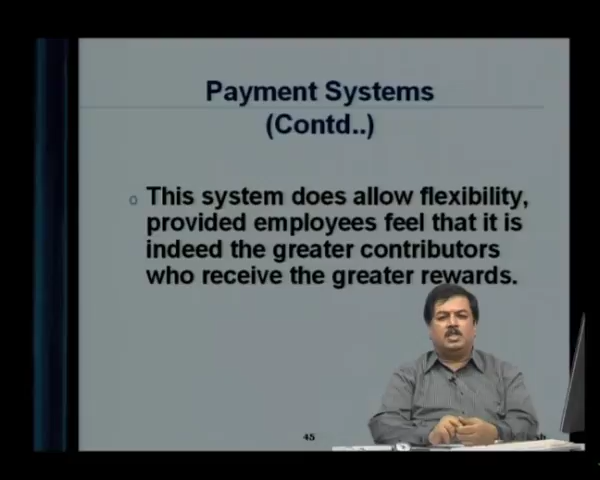 Payment Systems
(Contd..)
This system does allow flexibility,
provided employees feel that it is
indeed the greater contributors
who receive the greater rewards.
45